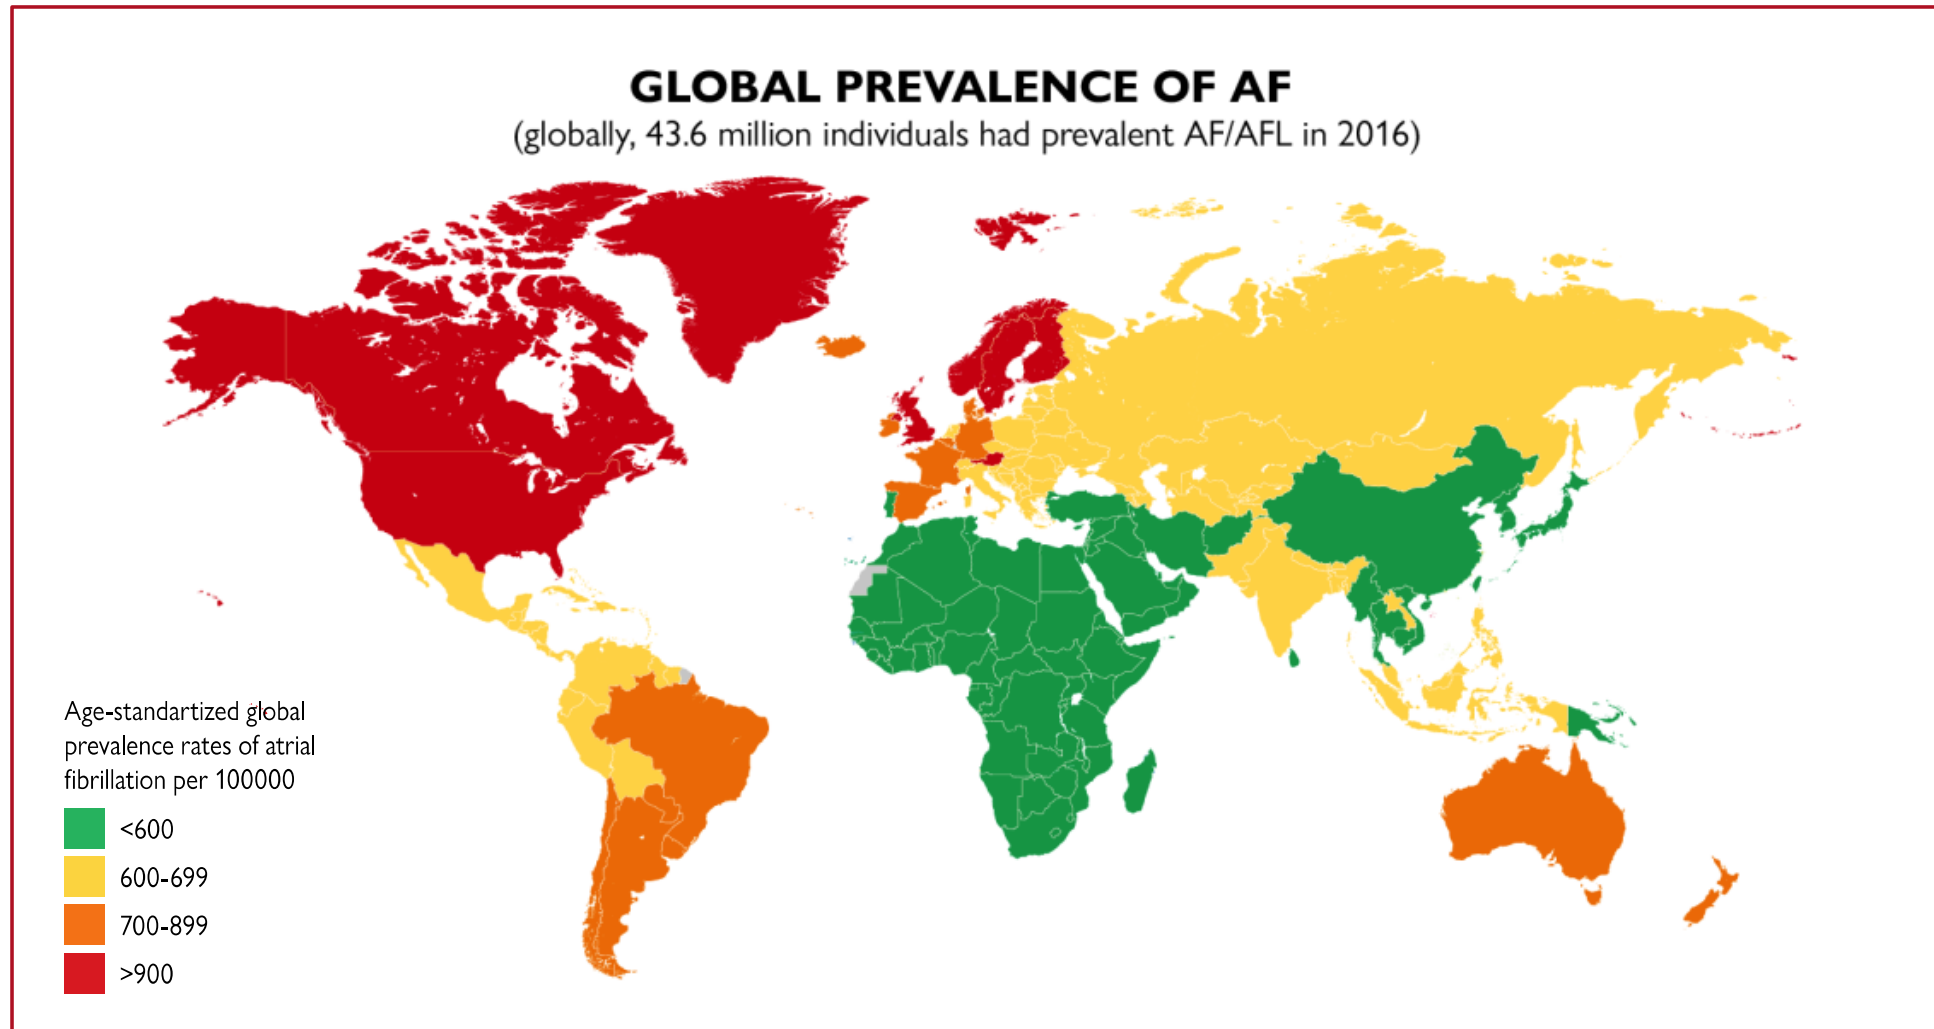 GLOBAL PREVALENCE OF AF
(globally, 43.6 million individuals had prevalent AF/AFL in 2016)
Age-standartized global
prevalence rates of atrial
fibrillation per 100000
<600
600-699
700-899
>900